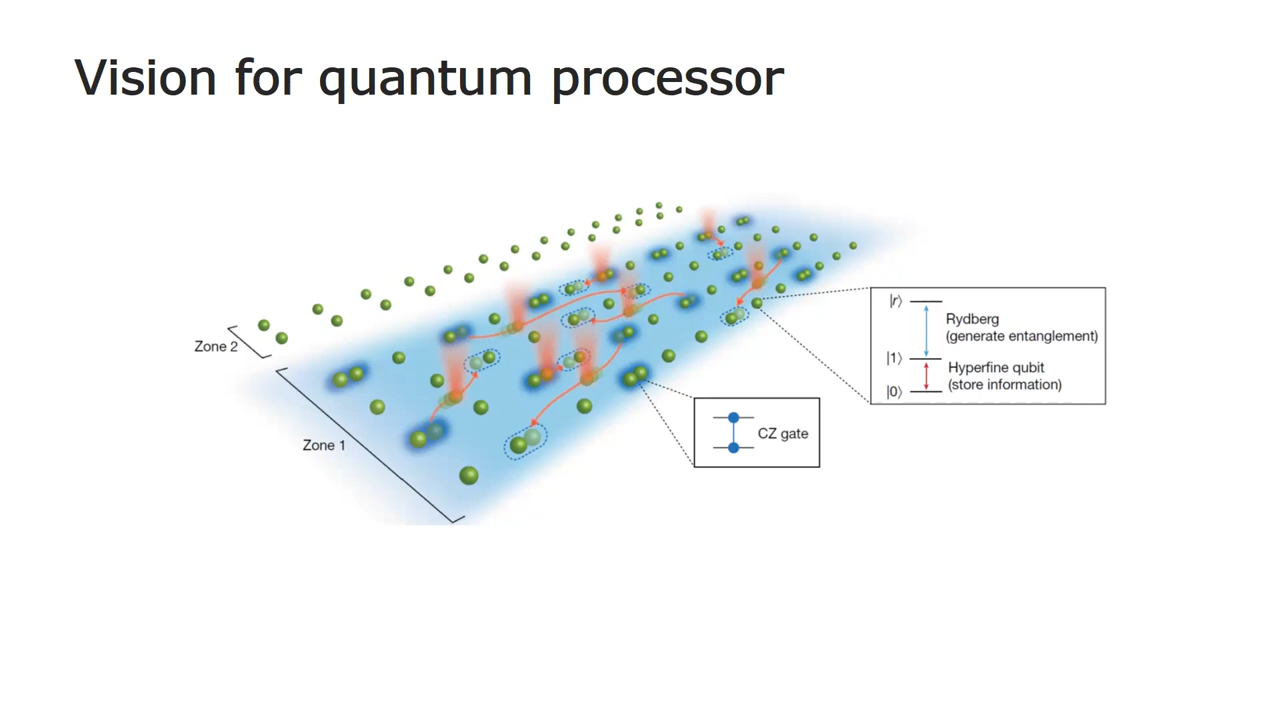 Vision for quantum processor
Zone 2
Zone 1
CZ gate
|r⟩
Rydberg
(generate entanglement)
|1⟩
Hyperfine qubit
(store information)
|0⟩